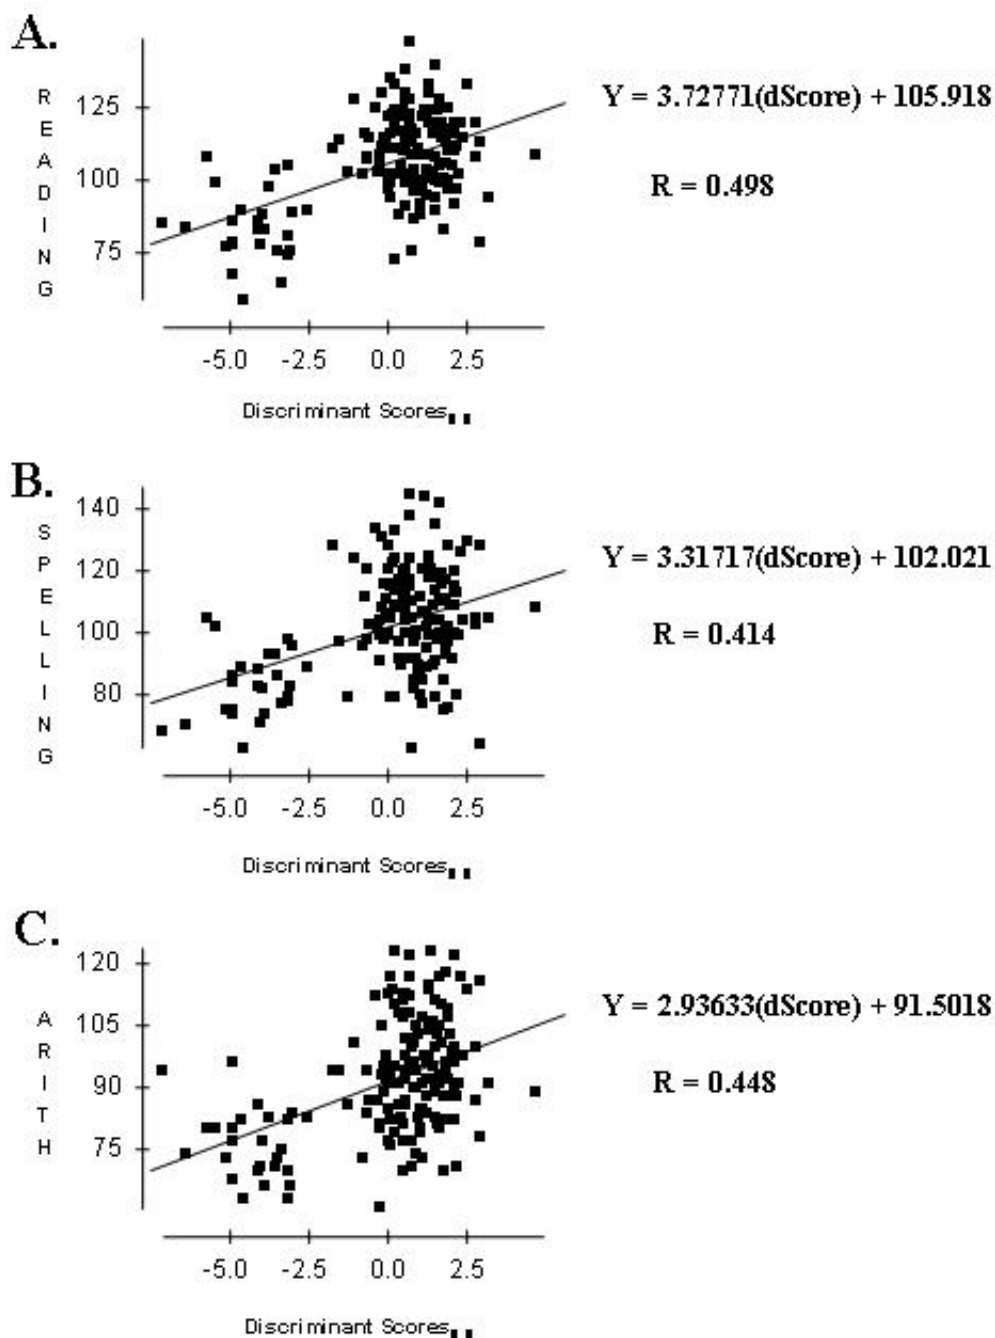 A.
READING
125
100
75
Y = 3.72771(dScore) + 105.918
R = 0.498
-5.0 -2.5 0.0 2.5
Discriminant Scores
B.
SPELLING
140
120
100
80
Y = 3.31717(dScore) + 102.021
R = 0.414
-5.0 -2.5 0.0 2.5
Discriminant Scores
C.
ARITH
120
105
90
75
Y = 2.93633(dScore) + 91.5018
R = 0.448
-5.0 -2.5 0.0 2.5
Discriminant Scores